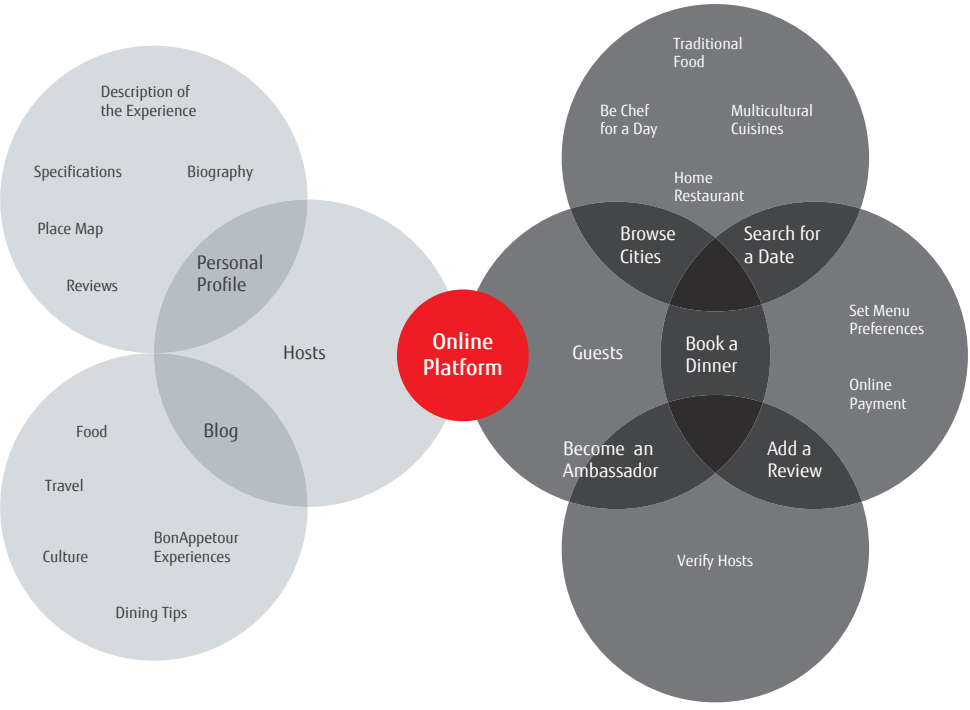 Description of
the Experience
Specifications
Biography
Place Map
Reviews
Personal
Profile
Hosts
Blog
Food
Travel
Culture
BonAppetour
Experiences
Dining Tips
Online
Platform
Traditional
Food
Be Chef
for a Day
Multicultural
Cuisines
Home
Restaurant
Browse
Cities
Search for
a Date
Guests
Book a
Dinner
Set Menu
Preferences
Online
Payment
Become an
Ambassador
Add a
Review
Verify Hosts